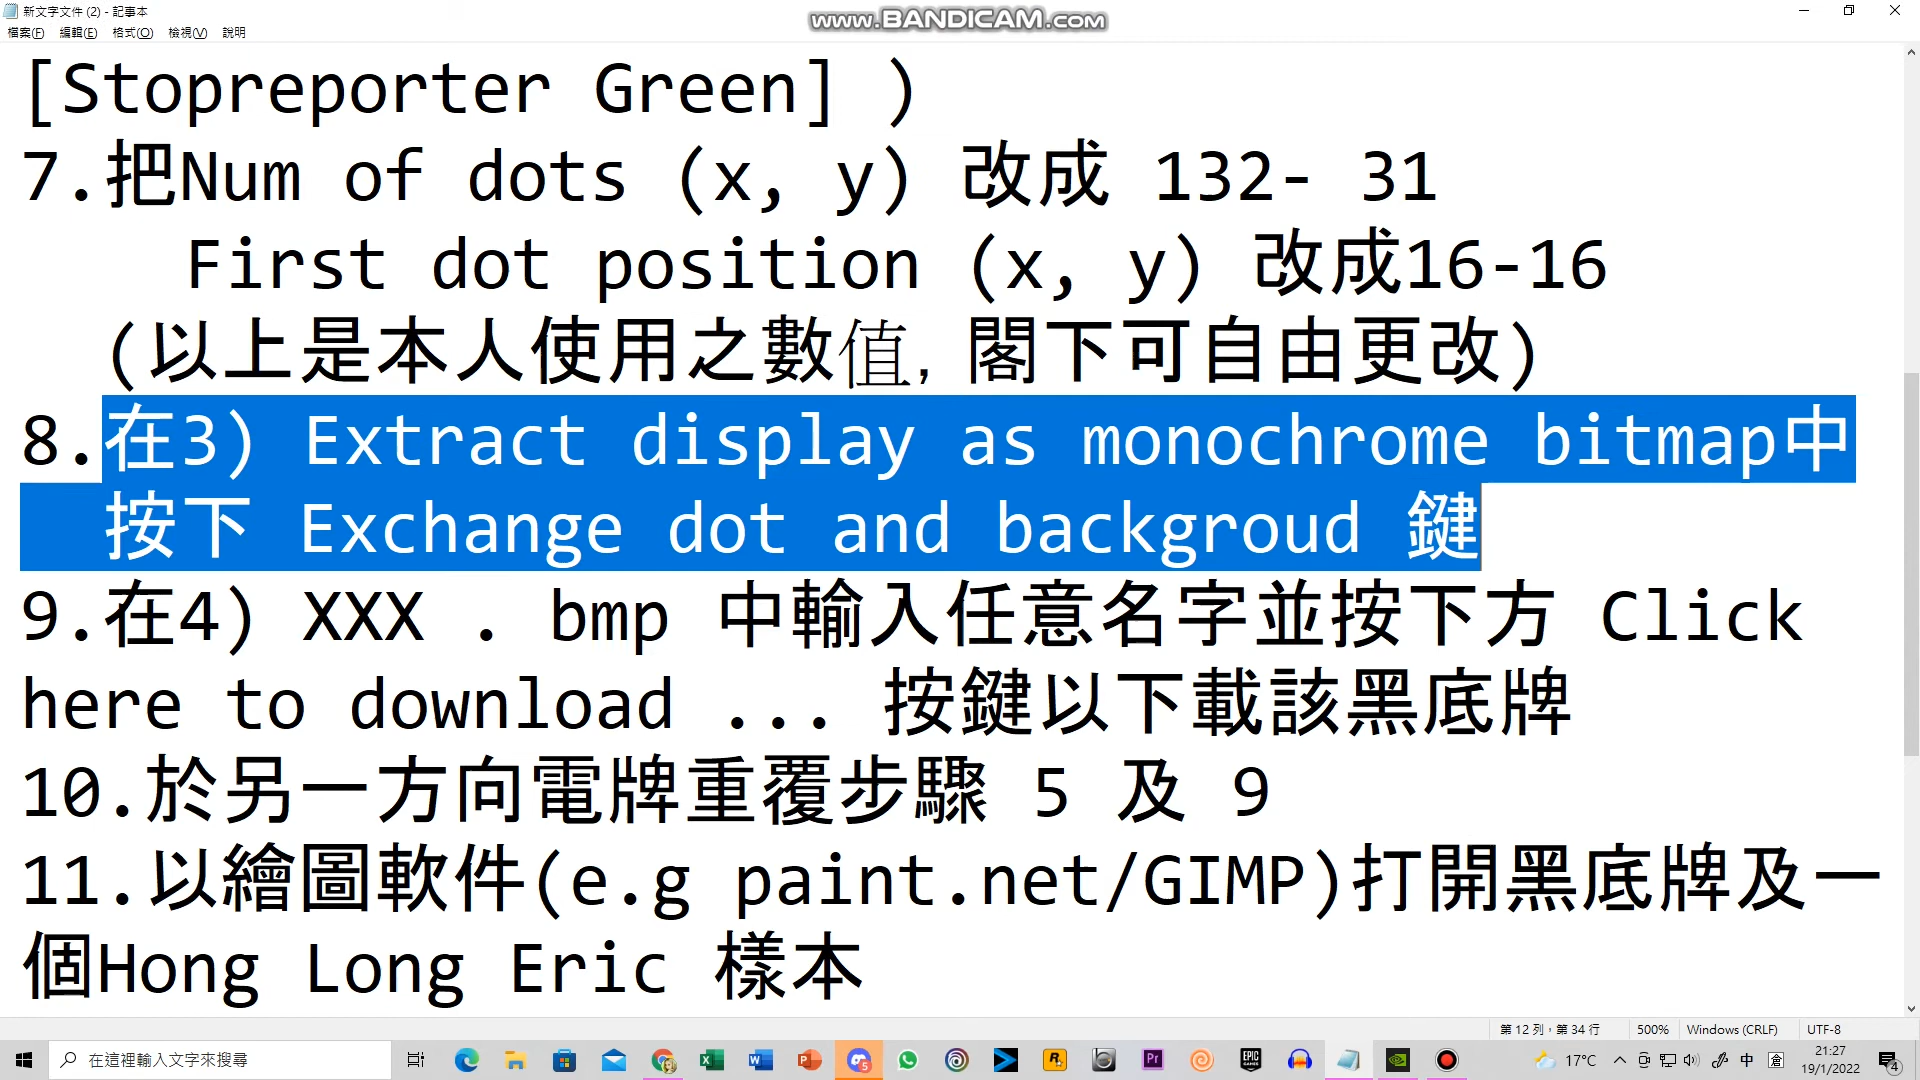 新文字文件 (2) - 記事本
www.BANDICAM.com
檔案(F) 編輯(E) 格式(O) 檢視(V) 說明
[Stopreporter Green] )
7.把Num of dots (x, y) 改成 132- 31
First dot position (x, y) 改成16-16
(以上是本人使用之數值, 閣下可自由更改)
8.在3) Extract display as monochrome bitmap中
按下 Exchange dot and backgroud 鍵
9.在4) XXX . bmp 中輸入任意名字並按下方 Click
here to download ... 按鍵以下載該黑底牌
10.於另一方向電牌重覆步驟 5 及 9
11.以繪圖軟件(e.g paint.net/GIMP)打開黑底牌及一
個Hong Long Eric 樣本
第 12 列，第 34 行 500% Windows (CRLF) UTF-8
在這裡輸入文字來搜尋
17°C
中
倉
21:27
19/1/2022
4